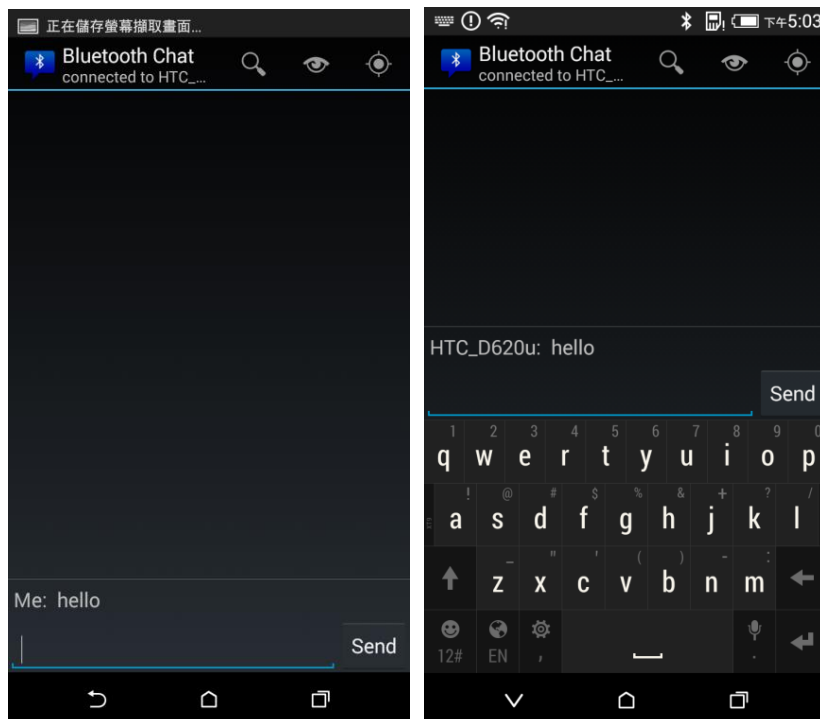 正在儲存螢幕擷取畫面...
Bluetooth Chat
connected to HTC_...
Me: hello
Send
下午5:03
Bluetooth Chat
connected to HTC_...
HTC_D620u: hello
Send
1 2 3 4 5 6 7 8 9 0
q w e r t y u i o p
! @ # $ % & + ? /
a s d f g h j k l
_ " ' ( ) - :
z x c v b n m
12# EN , .